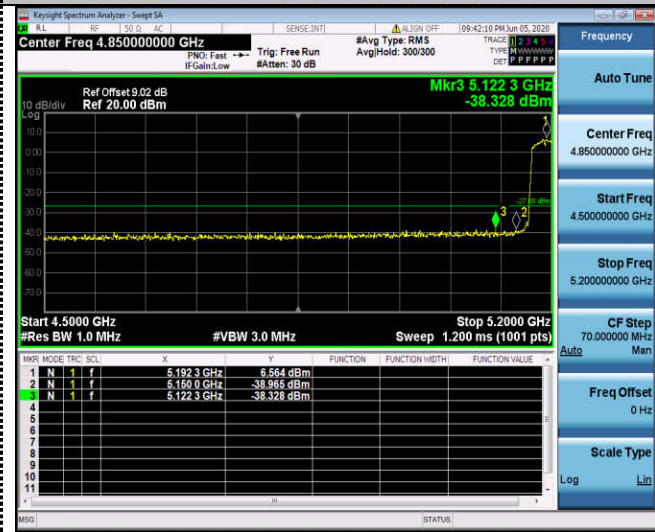 Keysight Spectrum Analyzer - Swept SA
RL RF 50 Ω AC SENSE:INT ALIGN OFF 09:42:10 PM Jun 05, 2020
Center Freq 4.850000000 GHz
PNO: Fast
IFGain:Low
Trig: Free Run
#Atten: 30 dB
#Avg Type: RMS
Avg|Hold: 300/300
TRACE 1 2 3 4 5 6
TYPE M W W W W W
DET P P P P P P
Mkr3 5.122 3 GHz
-38.328 dBm
Ref Offset 9.02 dB
Ref 20.00 dBm
10 dB/div
Log
10.0
0.00
-10.0
-20.0
-30.0
-40.0
-50.0
-60.0
-70.0
1
-27.00 dBm
3 2
Start 4.5000 GHz Stop 5.2000 GHz
#Res BW 1.0 MHz #VBW 3.0 MHz Sweep 1.200 ms (1001 pts)
MKR MODE TRC SCL X Y FUNCTION FUNCTION WIDTH FUNCTION VALUE
1 N 1 f 5.192 3 GHz 6.564 dBm
2 N 1 f 5.150 0 GHz -38.965 dBm
3 N 1 f 5.122 3 GHz -38.328 dBm
4
5
6
7
8
9
10
11
MSG STATUS
Frequency
Auto Tune
Center Freq
4.850000000 GHz
Start Freq
4.500000000 GHz
Stop Freq
5.200000000 GHz
CF Step
70.000000 MHz
Auto Man
Freq Offset
0 Hz
Scale Type
Log Lin